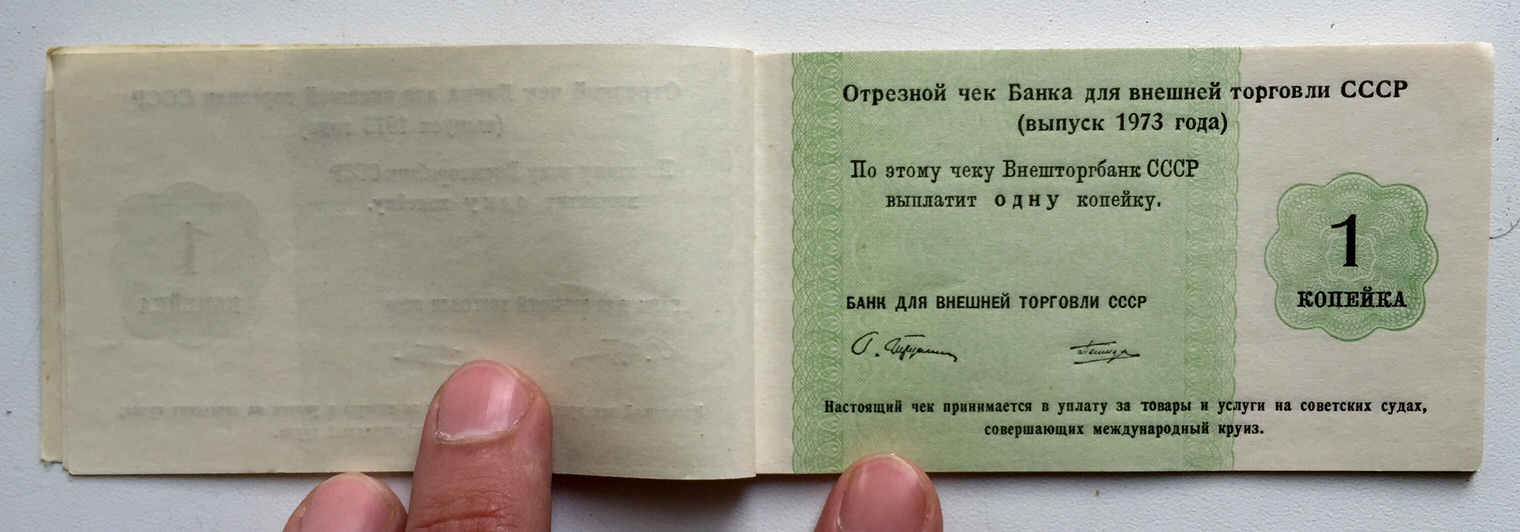 Отрезной чек Банка для внешней торговли СССР
(выпуск 1973 года)
По этому чеку Внешторгбанк СССР
выплатит одну копейку.
1
КОПЕЙКА
БАНК ДЛЯ ВНЕШНЕЙ ТОРГОВЛИ СССР
Настоящий чек принимается в уплату за товары и услуги на советских судах,
совершающих международный круиз.